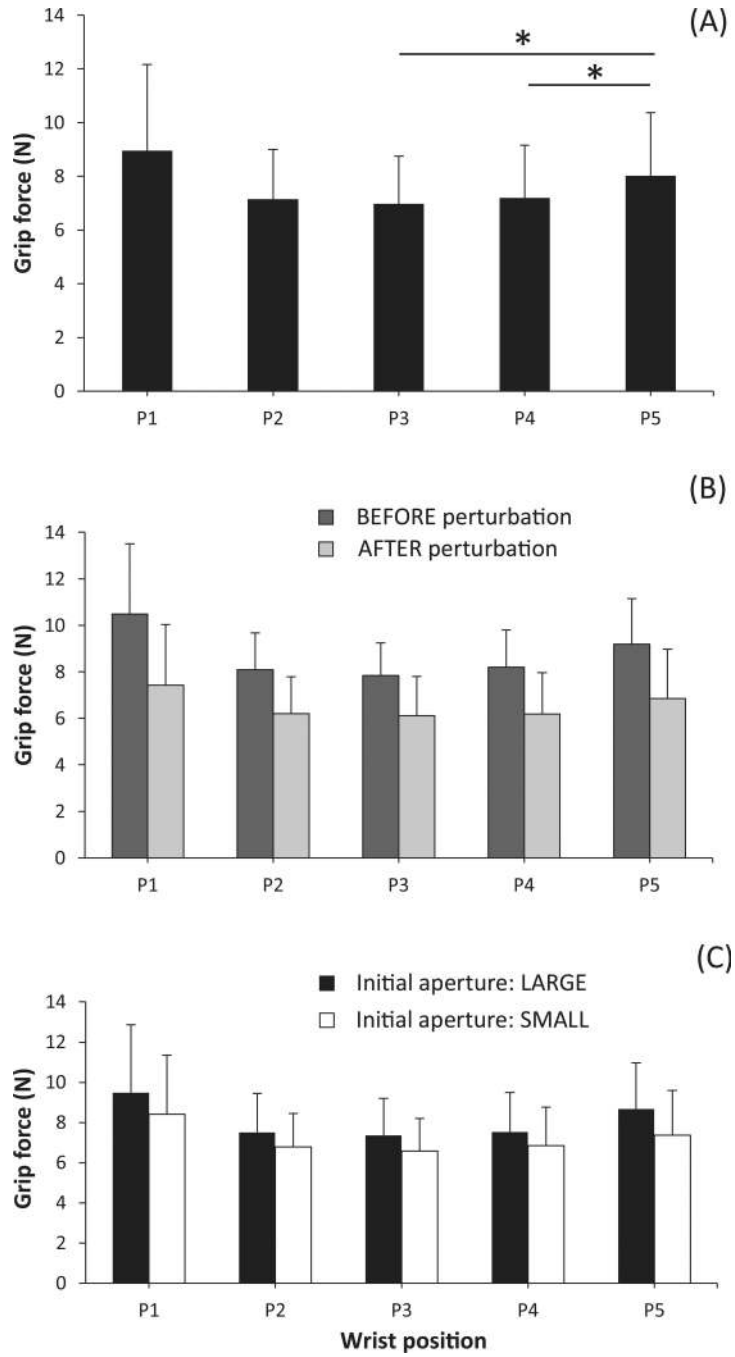 (A)
14
12
10
8
6
4
2
0
Grip force (N)
*
*
P1 P2 P3 P4 P5
(B)
BEFORE perturbation
AFTER perturbation
14
12
10
8
6
4
2
0
Grip force (N)
P1 P2 P3 P4 P5
(C)
Initial aperture: LARGE
Initial aperture: SMALL
14
12
10
8
6
4
2
0
Grip force (N)
P1 P2 P3 P4 P5
Wrist position